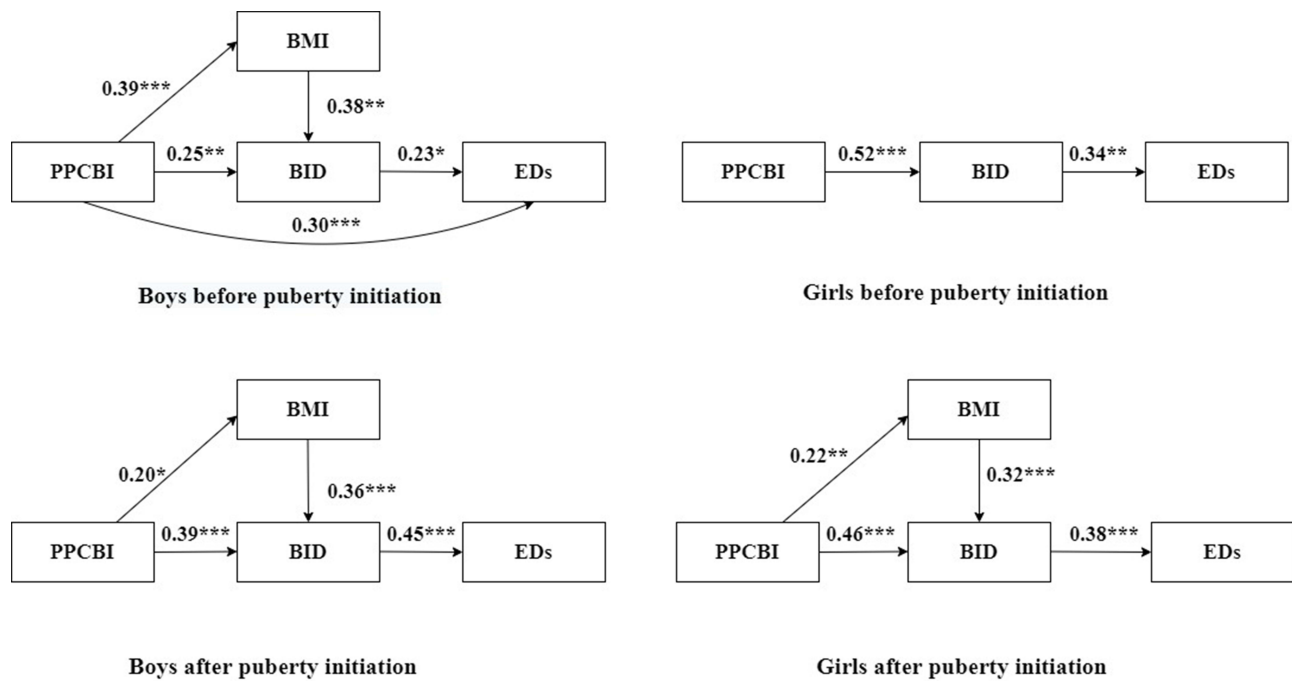 BMI
0.39***
0.38**
PPCBI
0.25**
BID
0.23*
EDs
0.30***
Boys before puberty initiation
PPCBI
0.52***
BID
0.34**
EDs
Girls before puberty initiation
BMI
0.20*
0.36***
PPCBI
0.39***
BID
0.45***
EDs
Boys after puberty initiation
BMI
0.22**
0.32***
PPCBI
0.46***
BID
0.38***
EDs
Girls after puberty initiation